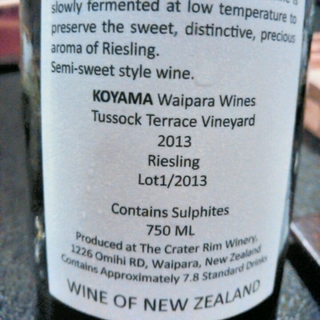 slowly fermented at low temperature to
preserve the sweet, distinctive, precious
aroma of Riesling.
Semi-sweet style wine.
KOYAMA Waipara Wines
Tussock Terrace Vineyard
2013
Riesling
Lot1/2013
Contains Sulphites
750 ML
Produced at The Crater Rim Winery,
1226 Omihi RD, Waipara, New Zealand
Contains Approximately 7.8 Standard Drinks
WINE OF NEW ZEALAND